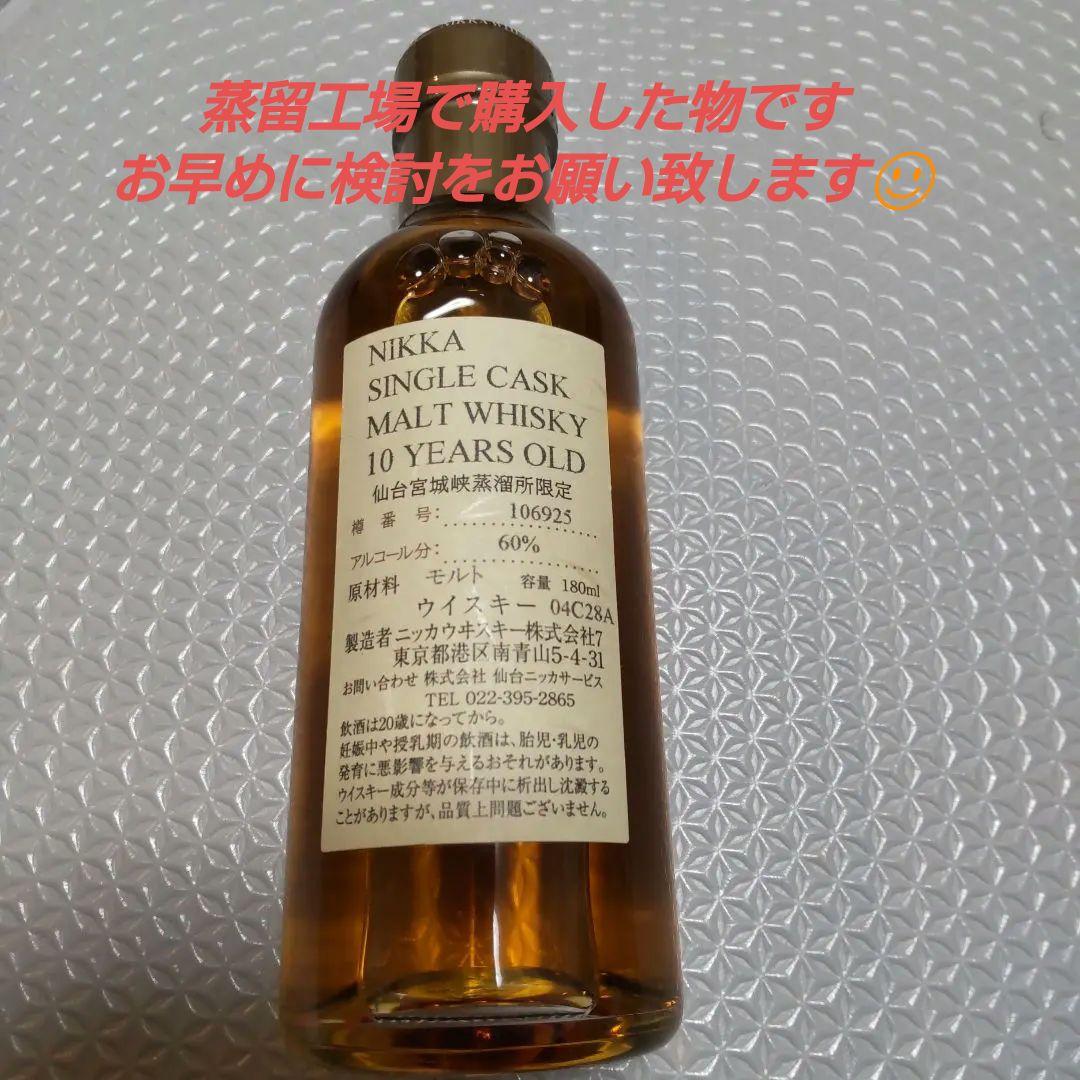 蒸留工場で購入した物です
お早めに検討をお願い致します
NIKKA
SINGLE CASK
MALT WHISKY
10 YEARS OLD
仙台宮城峡蒸溜所限定
樽番号: 106925
アルコール分: 60%
原材料 モルト 容量 180ml
ウイスキー 04C28A
製造者 ニッカウヰスキー株式会社7
東京都港区南青山5-4-31
お問い合わせ 株式会社 仙台ニッカサービス
TEL 022-395-2865
飲酒は20歳になってから。
妊娠中や授乳期の飲酒は、胎児・乳児の
発育に悪影響を与えるおそれがあります。
ウイスキー成分等が保存中に析出し沈澱する
ことがありますが、品質上問題ございません。